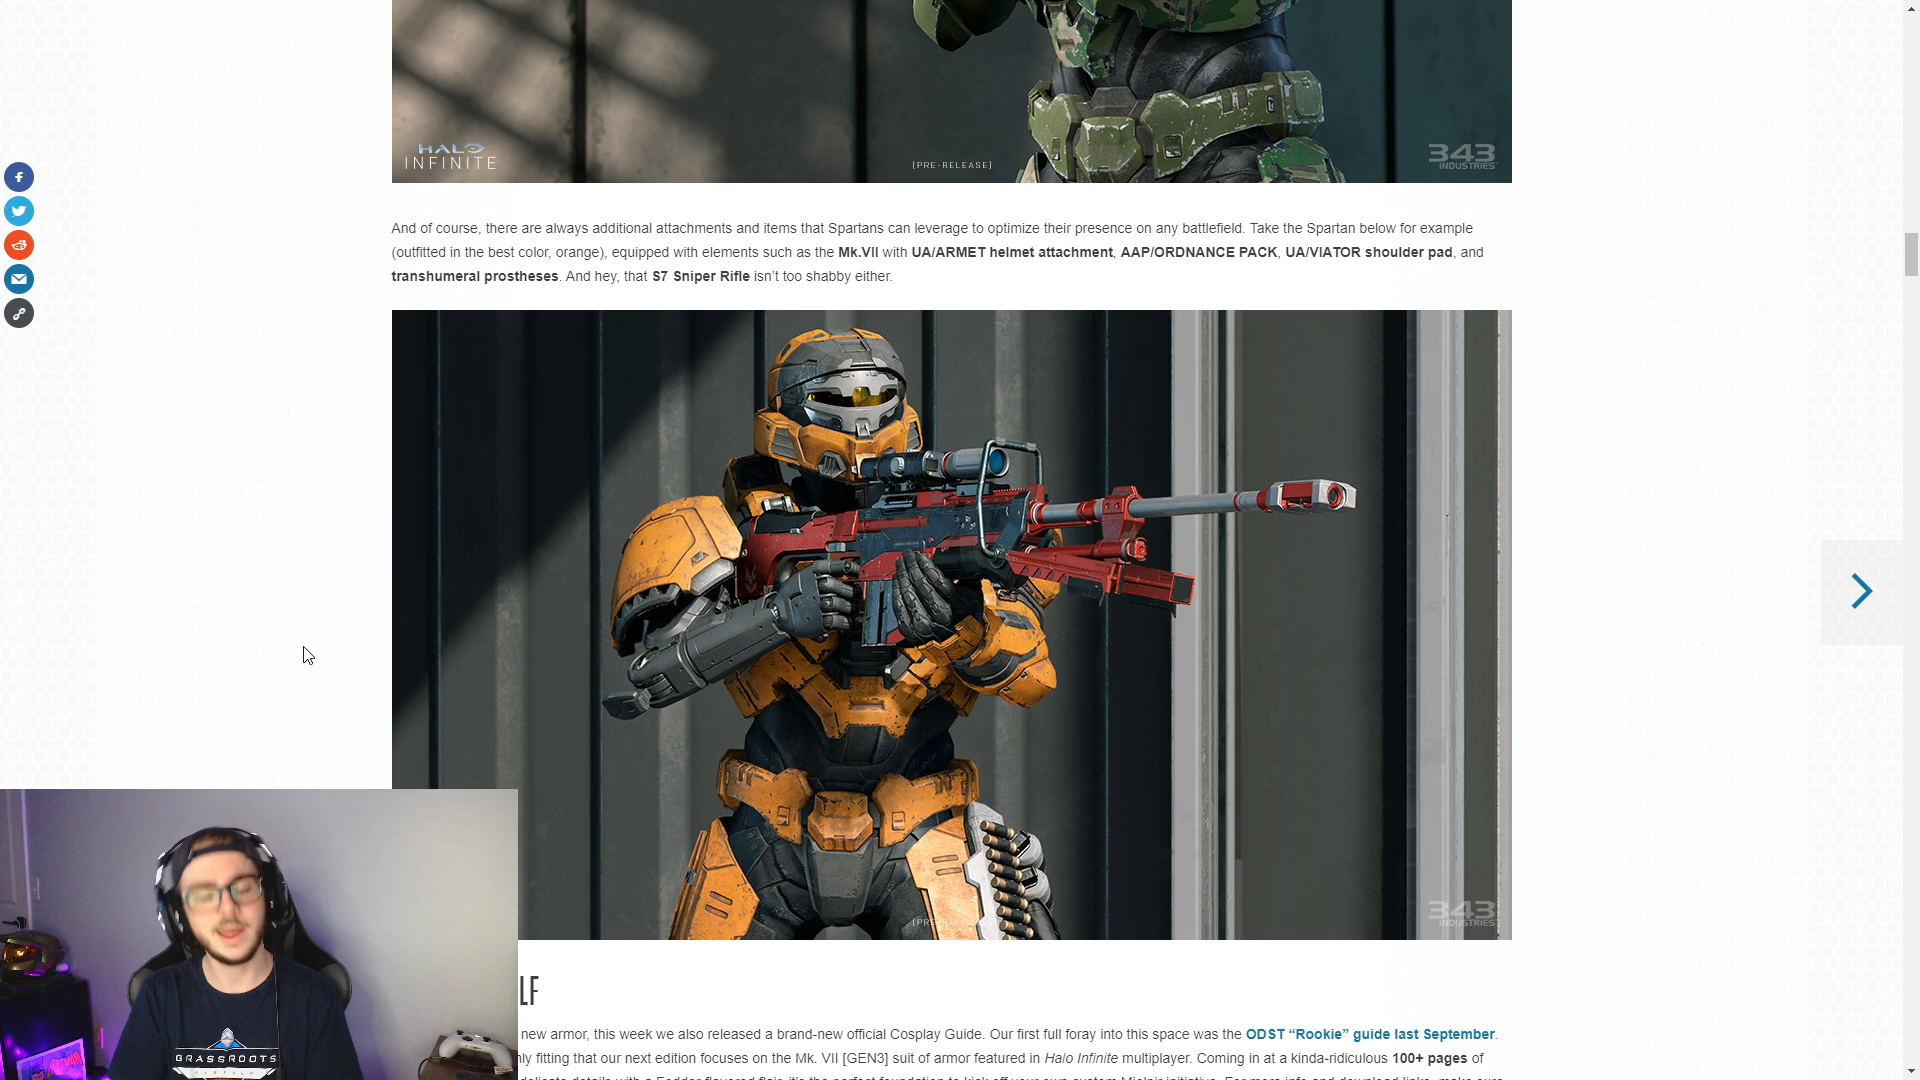 HALO
INFINITE
[PRE-RELEASE]
343
INDUSTRIES
And of course, there are always additional attachments and items that Spartans can leverage to optimize their presence on any battlefield. Take the Spartan below for example
(outfitted in the best color, orange), equipped with elements such as the Mk.VII with UA/ARMET helmet attachment, AAP/ORDNANCE PACK, UA/VIATOR shoulder pad, and
transhumeral prostheses. And hey, that S7 Sniper Rifle isn’t too shabby either.
343
INDUSTRIES
LF
new armor, this week we also released a brand-new official Cosplay Guide. Our first full foray into this space was the ODST “Rookie” guide last September.
fitting that our next edition focuses on the Mk. VII [GEN3] suit of armor featured in Halo Infinite multiplayer. Coming in at a kinda-ridiculous 100+ pages of
GRASSROOTS